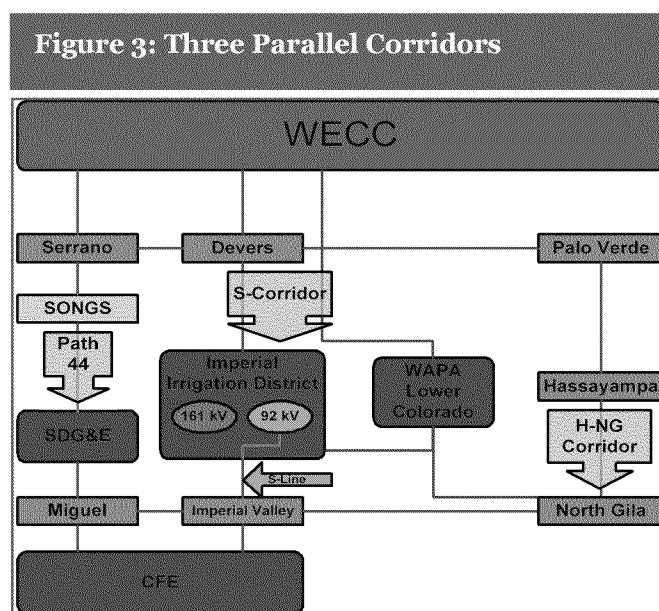 Figure 3: Three Parallel Corridors
WECC
Serrano
Devers
Palo Verde
SONGS
S-Corridor
Path
44
Imperial
Irrigation District
161 kV
92 kV
WAPA
Lower
Colorado
Hassayampa
SDG&E
H-NG
Corridor
S-Line
Miguel
Imperial Valley
North Gila
CFE